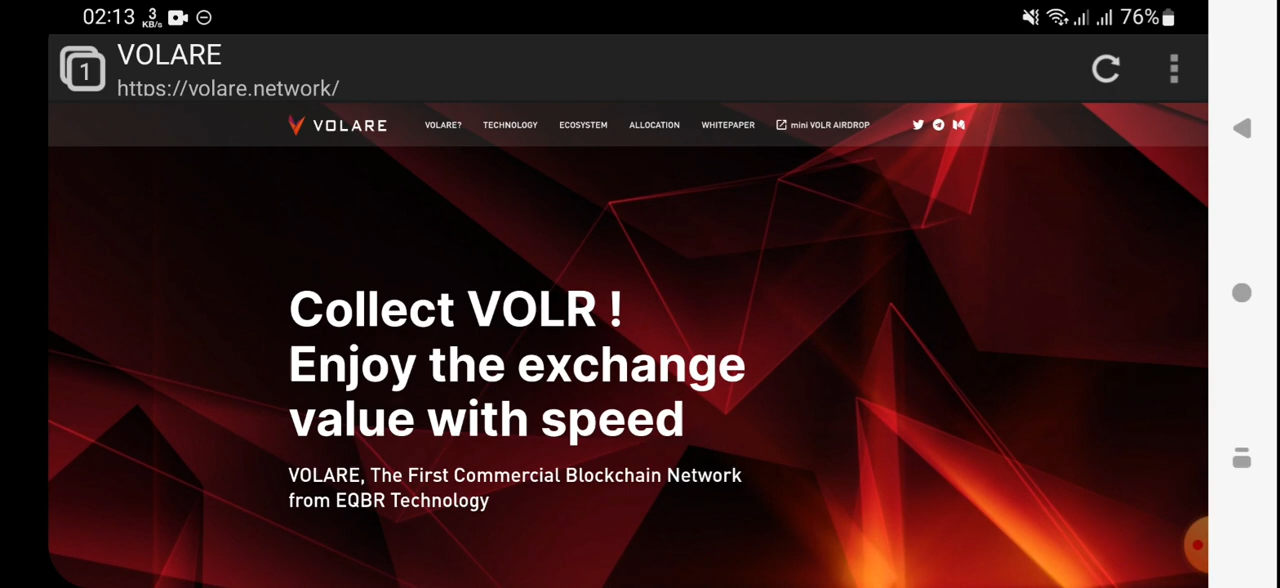 02:13 3 KB/s 76%
1
VOLARE
https://volare.network/
VOLARE VOLARE? TECHNOLOGY ECOSYSTEM ALLOCATION WHITEPAPER mini VOLR AIRDROP
Collect VOLR !
Enjoy the exchange
value with speed
VOLARE, The First Commercial Blockchain Network
from EQBR Technology